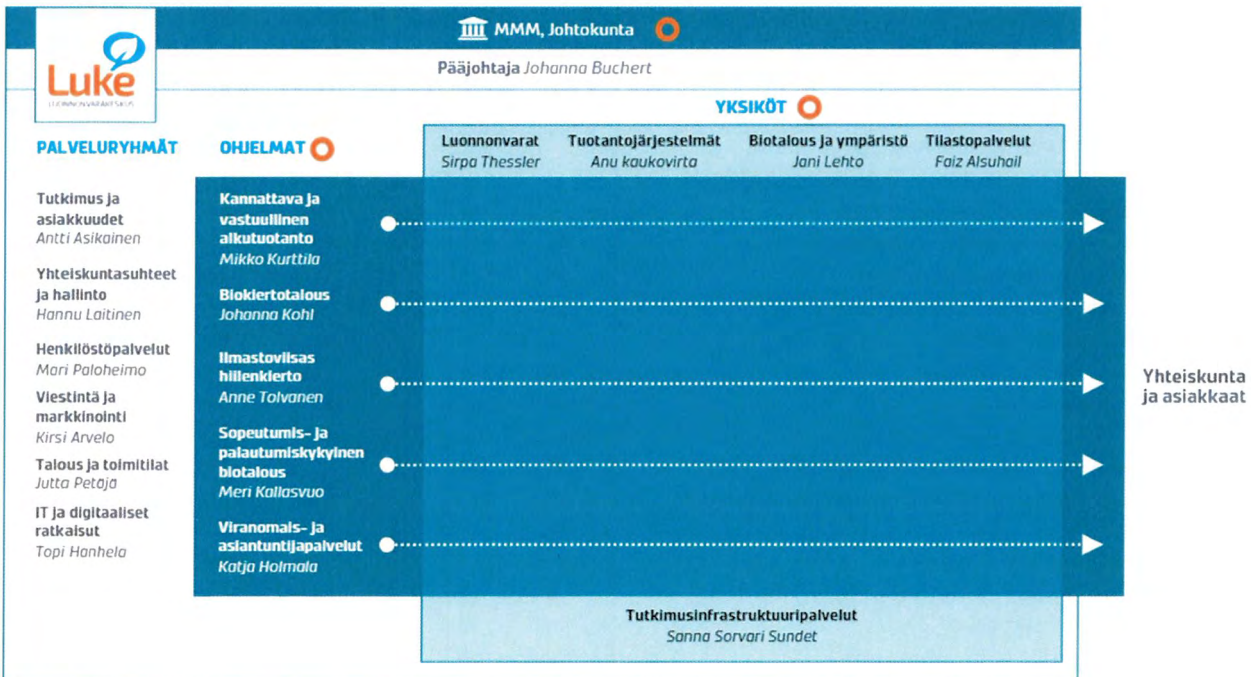 MMM, Johtokunta
Luke
LUONNONVARAKESKUS
Pääjohtaja Johanna Buchert
YKSIKÖT
PALVELURYHMÄT
OHJELMAT
Luonnonvarat
Sirpa Thessler
Tuotantojärjestelmät
Anu kaukovirta
Biotalous ja ympäristö
Jani Lehto
Tilastopalvelut
Faiz Alsuhail
Tutkimus ja
asiakkuudet
Antti Asikainen
Yhteiskuntasuhteet
ja hallinto
Hannu Laitinen
Henkilöstöpalvelut
Mari Paloheimo
Viestintä ja
markkinointi
Kirsi Arvelo
Talous ja toimitilat
Jutta Petäjä
IT ja digitaaliset
ratkaisut
Topi Hanhela
Kannattava ja
vastuullinen
alkutuotanto
Mikko Kurttila
Biokiertotalous
Johanna Kohl
Ilmastoviisas
hiilenkierto
Anne Tolvanen
Sopeutumis- ja
palautumiskykyinen
biotalous
Meri Kallasvuo
Viranomais- ja
asiantuntijapalvelut
Katja Holmala
Yhteiskunta
ja asiakkaat
Tutkimusinfrastruktuuripalvelut
Sanna Sorvari Sundet